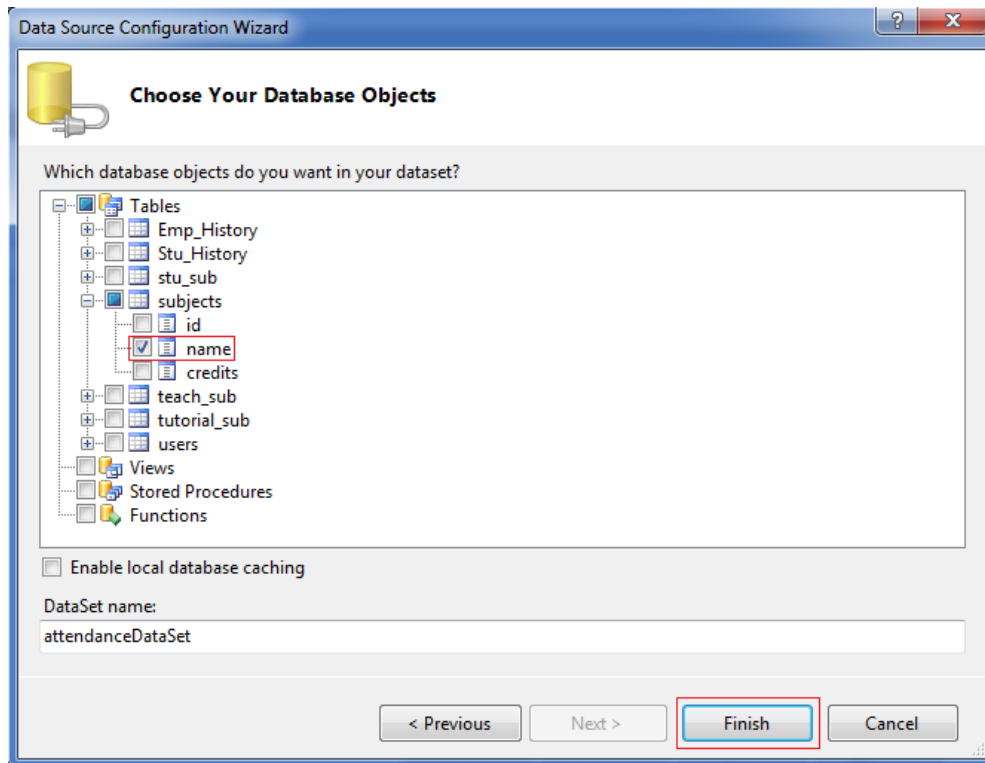 Data Source Configuration Wizard
Choose Your Database Objects
Which database objects do you want in your dataset?
Tables
Emp_History
Stu_History
stu_sub
subjects
id
name
credits
teach_sub
tutorial_sub
users
Views
Stored Procedures
Functions
Enable local database caching
DataSet name:
attendanceDataSet
< Previous Next > Finish Cancel